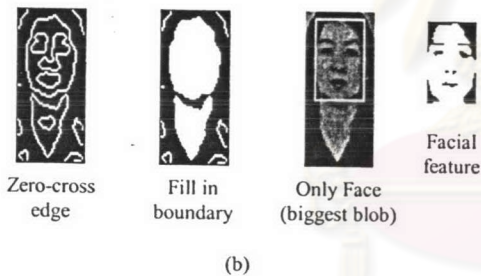 Zero-cross
edge
Fill in
boundary
Only Face
(biggest blob)
Facial
feature
(b)